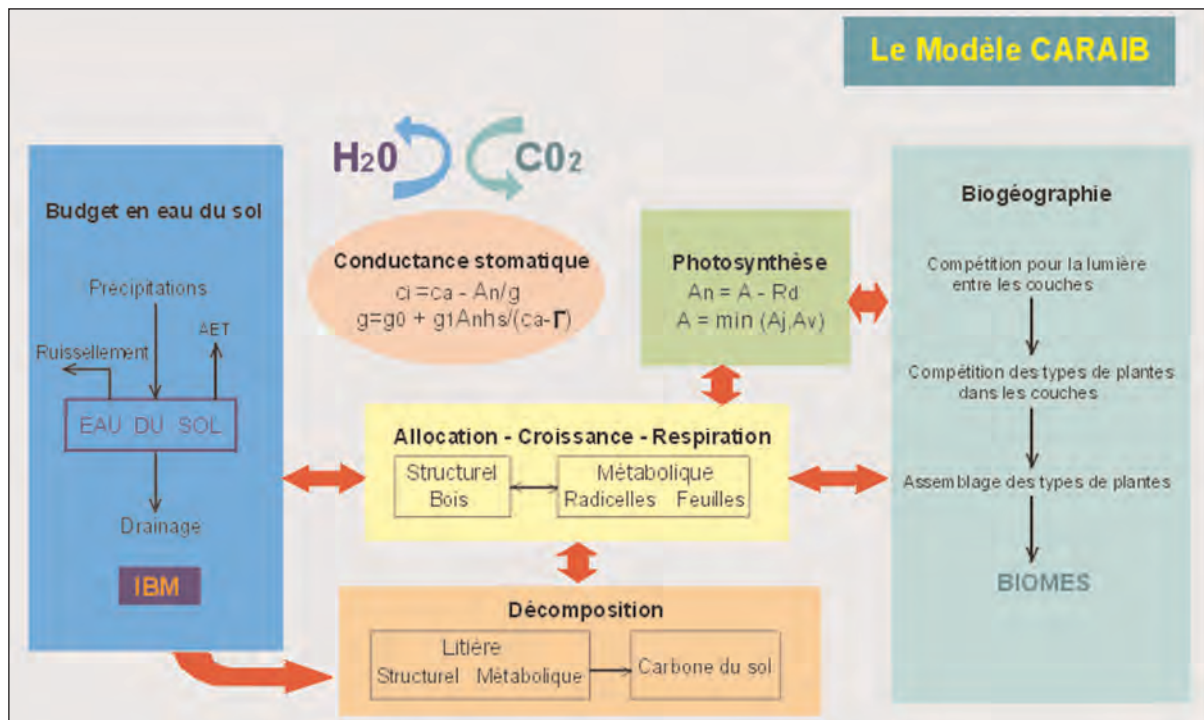 Le Modèle CARAIB
H2O
CO2
Budget en eau du sol
Précipitations
AET
Ruissellement
EAU DU SOL
Drainage
IBM
Conductance stomatique
ci =ca - An/g
g=g0 + g1Anhs/(ca-Γ)
Photosynthèse
An = A - Rd
A = min (Aj,Av)
Allocation - Croissance - Respiration
Structurel
Bois
Métabolique
Radicelles Feuilles
Décomposition
Litière
Structurel Métabolique
Carbone du sol
Biogéographie
Compétition pour la lumière
entre les couches
Compétition des types de plantes
dans les couches
Assemblage des types de plantes
BIOMES